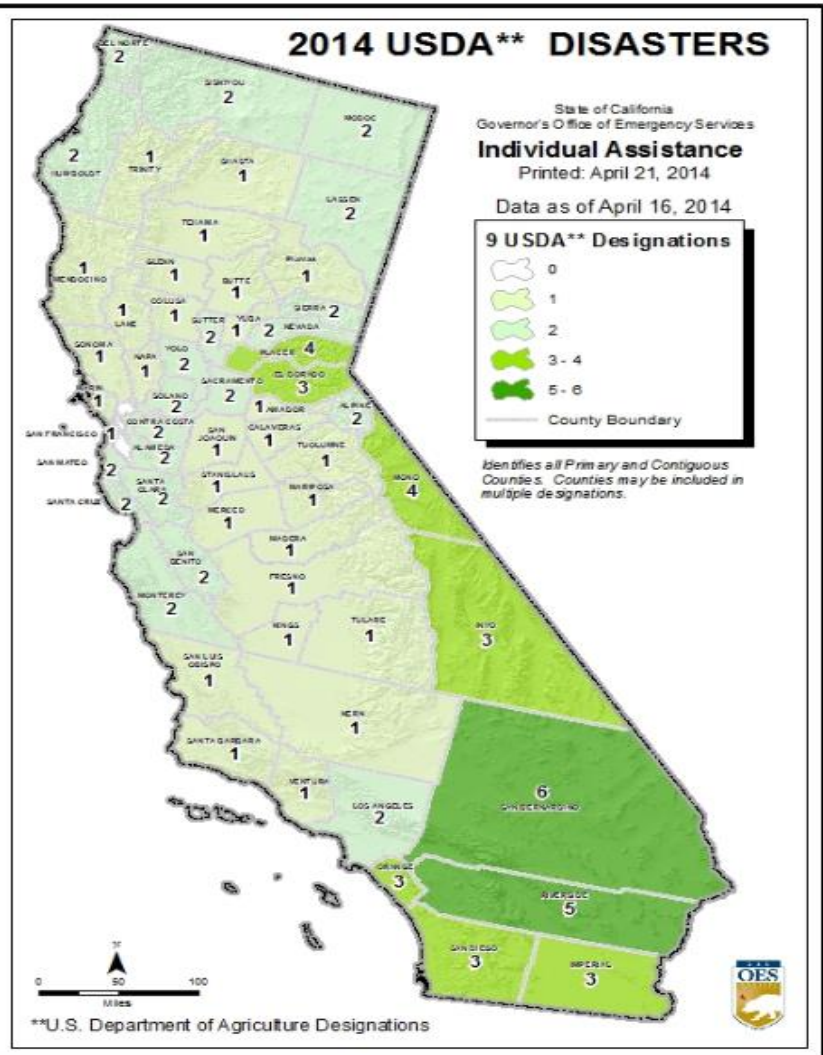 2014 USDA** DISASTERS
State of California
Governor's Office of Emergency Services
Individual Assistance
Printed: April 21, 2014
Data as of April 16, 2014
9 USDA** Designations
0
1
2
3 - 4
5 - 6
County Boundary
Identifies all Primary and Contiguous
Counties. Counties may be included in
multiple designations.
DEL NORTE
2
SISKIYOU
2
MODOC
2
HUMBOLDT
2
TRINITY
1
SHASTA
1
LASSEN
2
TEHAMA
1
MENDOCINO
1
GLENN
1
BUTTE
1
Plumas
1
LAKE
1
COLUSA
1
SUTTER
2
YUBA
1
SIERRA 2
NEVADA
2
SONOMA
1
NAPA
1
YOLO
2
PLACER 4
EL DORADO
3
SACRAMENTO
2
SOLANO
2
1
AMADOR
ALPINE
2
MARIN
1
CONTRA COSTA
2
SAN FRANCISCO 1
ALAMEDA
2
SAN JOAQUIN
1
CALAVERAS
1
TUOLUMNE
1
SAN MATEO 2
SANTA CLARA
2
STANISLAUS
1
MARIPOSA
1
MONO
4
SANTA CRUZ 2
MERCED
1
MADERA
1
SAN BENITO
2
FRESNO
1
MONTEREY
2
KINGS
1
TULARE
1
INYO
3
SAN LUIS
OBISPO
1
KERN
1
SANTA BARBARA
1
VENTURA
1
LOS ANGELES
2
6
SAN BERNARDINO
ORANGE
3
RIVERSIDE
5
SAN DIEGO
3
IMPERIAL
3
0 50 100
Miles
OES
**U.S. Department of Agriculture Designations